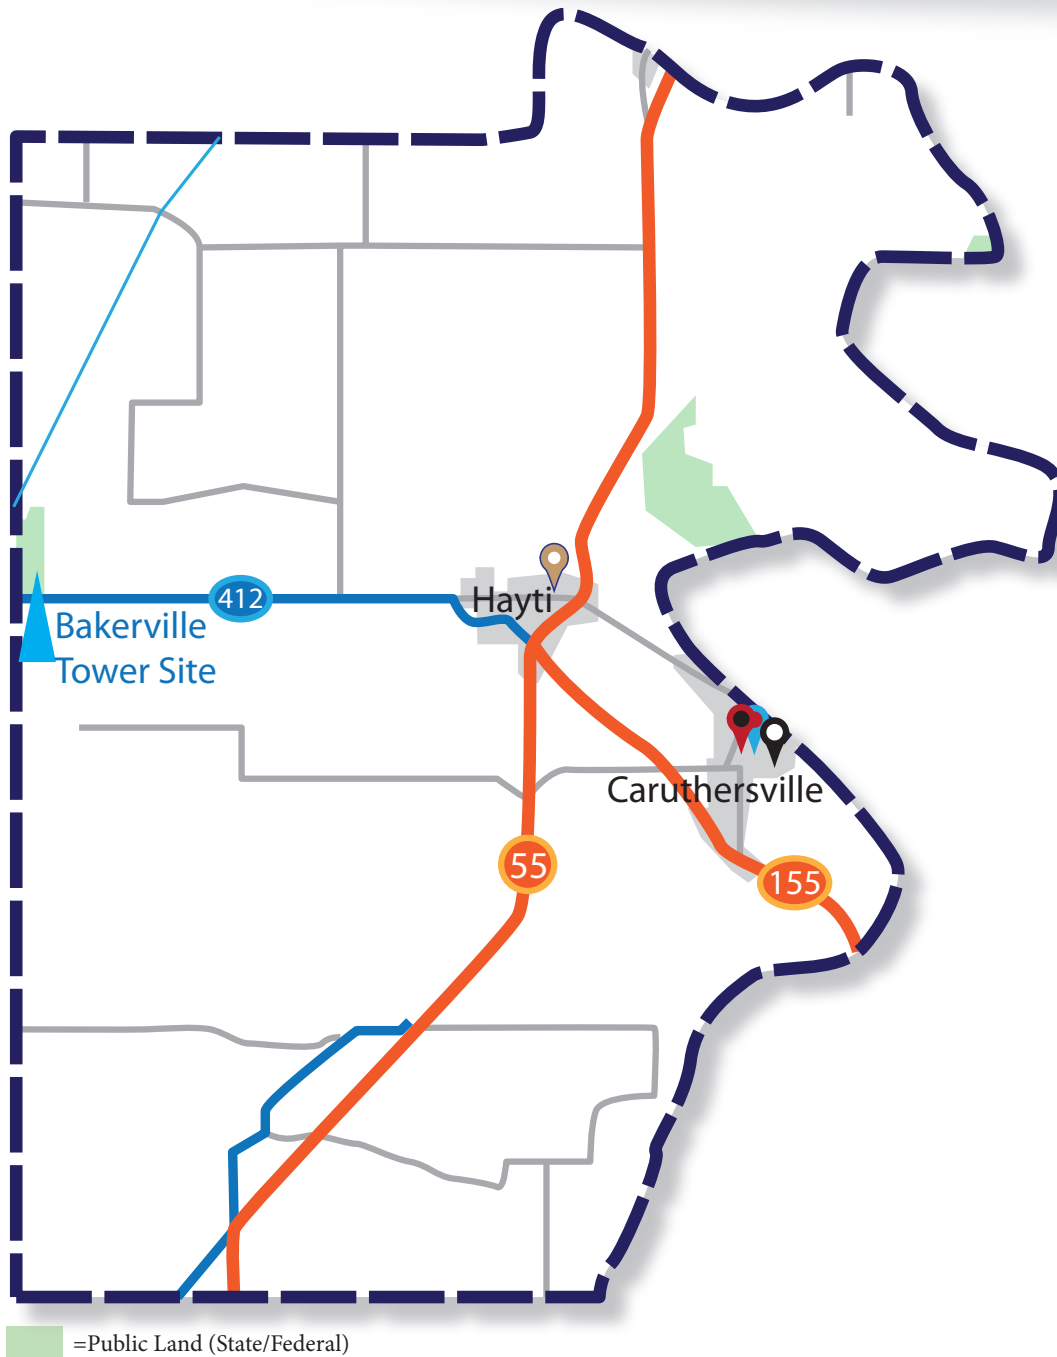 Hayti
412
Bakerville
Tower Site
Caruthersville
55
155
=Public Land (State/Federal)